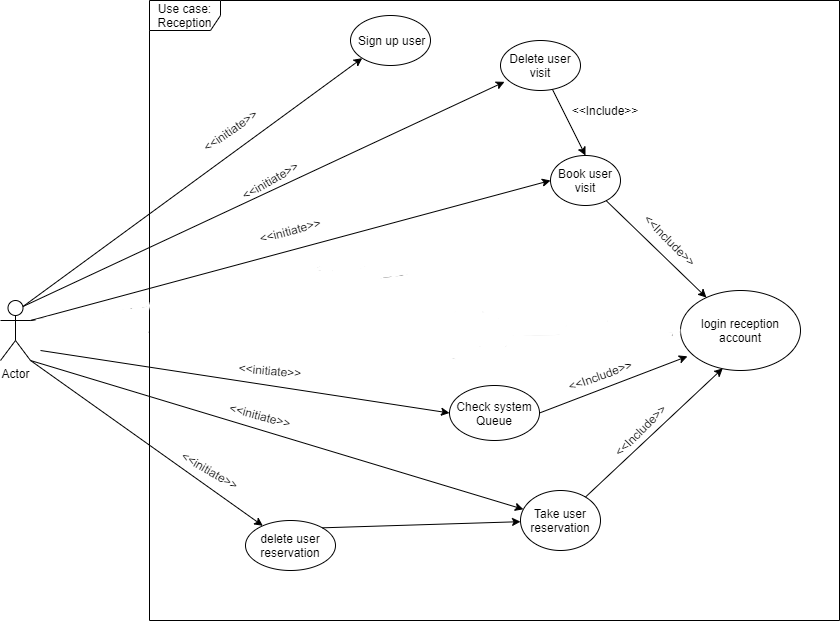 Use case:
Reception
Sign up user
Delete user
visit
<<Include>>
<<initiate>>
<<initiate>>
Book user
visit
<<initiate>>
<<Include>>
login reception
account
Actor
<<initiate>>
<<Include>>
Check system
Queue
<<initiate>>
<<Include>>
<<initiate>>
Take user
reservation
delete user
reservation